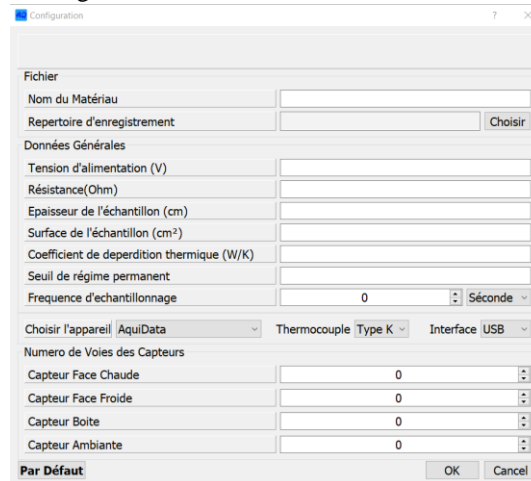 Configuration ? ×
Fichier
Nom du Matériau
Repertoire d'enregistrement Choisir
Données Générales
Tension d'alimentation (V)
Résistance(Ohm)
Epaisseur de l'échantillon (cm)
Surface de l'échantillon (cm²)
Coefficient de deperdition thermique (W/K)
Seuil de régime permanent
Frequence d'echantillonnage 0 Séconde
Choisir l'appareil AquiData Thermocouple Type K Interface USB
Numero de Voies des Capteurs
Capteur Face Chaude 0
Capteur Face Froide 0
Capteur Boite 0
Capteur Ambiante 0
Par Défaut OK Cancel